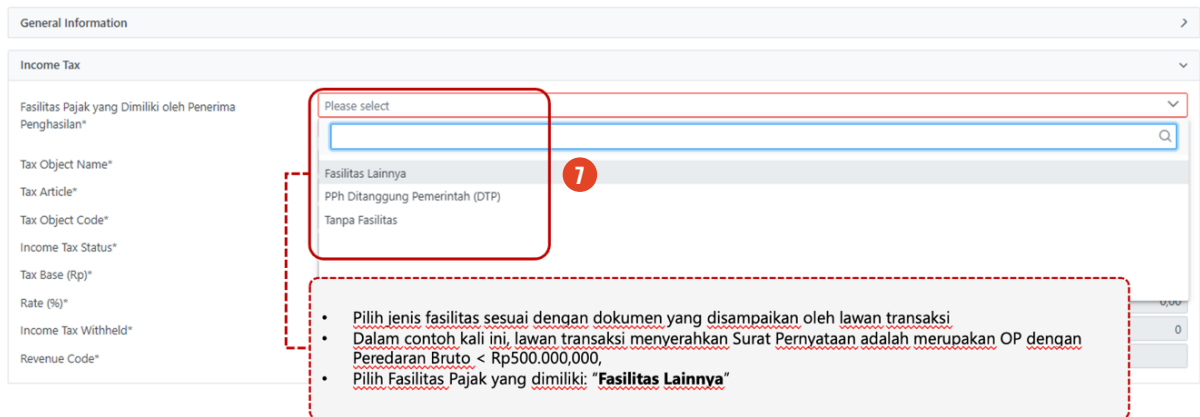 General Information
Income Tax
Fasilitas Pajak yang Dimiliki oleh Penerima
Penghasilan*
Please select
Tax Object Name*
Fasilitas Lainnya
7
Tax Article*
PPh Ditanggung Pemerintah (DTP)
Tax Object Code*
Tanpa Fasilitas
Income Tax Status*
Tax Base (Rp)*
Rate (%)*
0,00
Income Tax Withheld*
0
Revenue Code*
• Pilih jenis fasilitas sesuai dengan dokumen yang disampaikan oleh lawan transaksi
• Dalam contoh kali ini, lawan transaksi menyerahkan Surat Pernyataan adalah merupakan OP dengan
Peredaran Bruto < Rp500.000,000,
• Pilih Fasilitas Pajak yang dimiliki: “Fasilitas Lainnya”